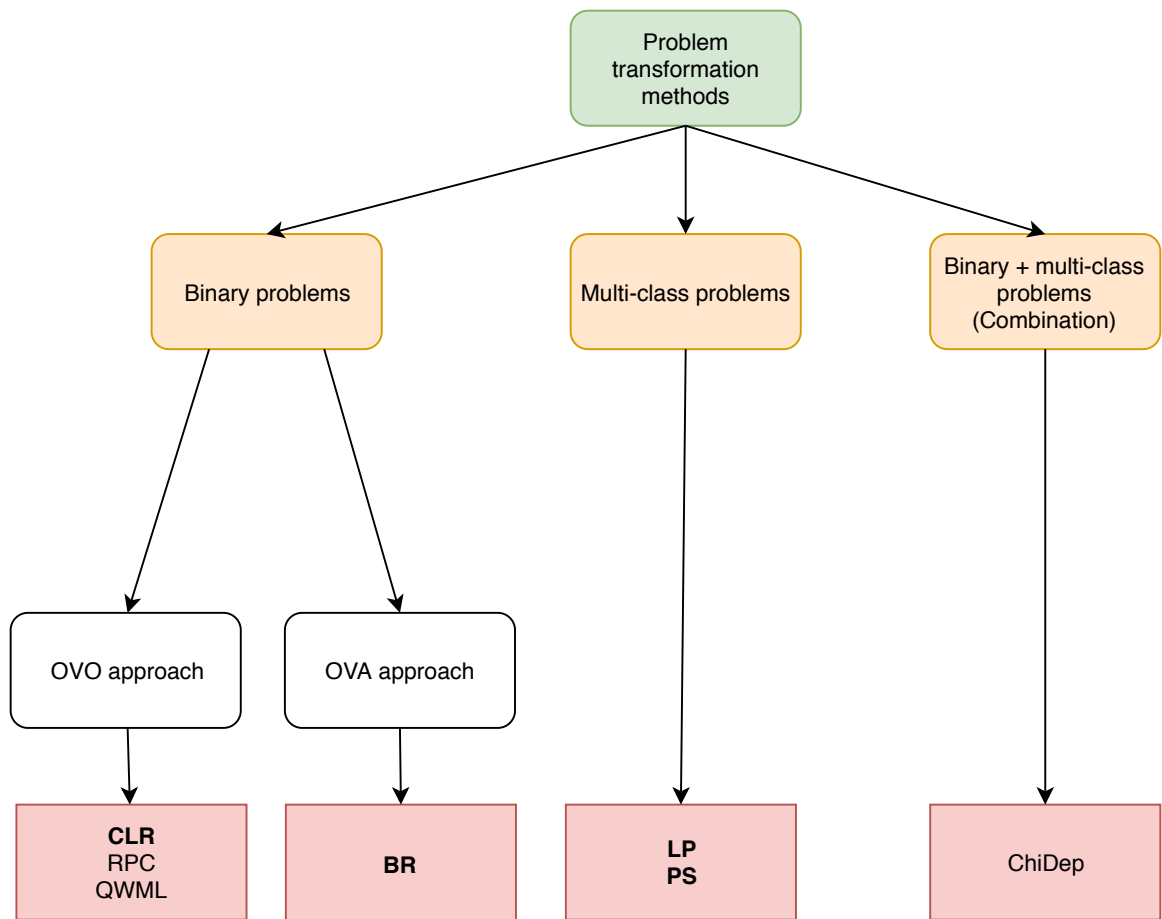 Problem
transformation
methods
Binary problems
Multi-class problems
Binary + multi-class
problems
(Combination)
OVO approach
OVA approach
CLR
RPC
QWML
BR
LP
PS
ChiDep